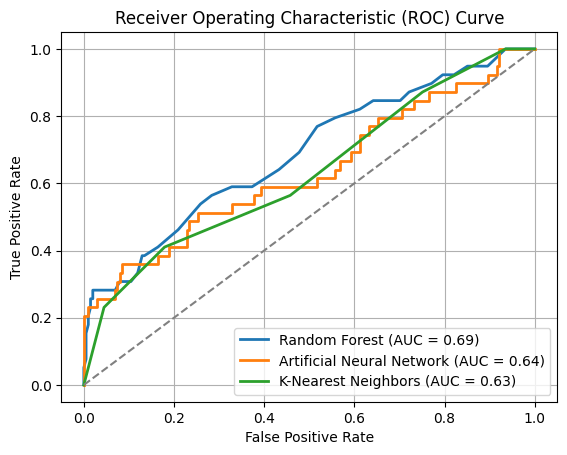 Receiver Operating Characteristic (ROC) Curve
True Positive Rate
1.0
0.8
0.6
0.4
0.2
0.0
Random Forest (AUC = 0.69)
Artificial Neural Network (AUC = 0.64)
K-Nearest Neighbors (AUC = 0.63)
0.0 0.2 0.4 0.6 0.8 1.0
False Positive Rate